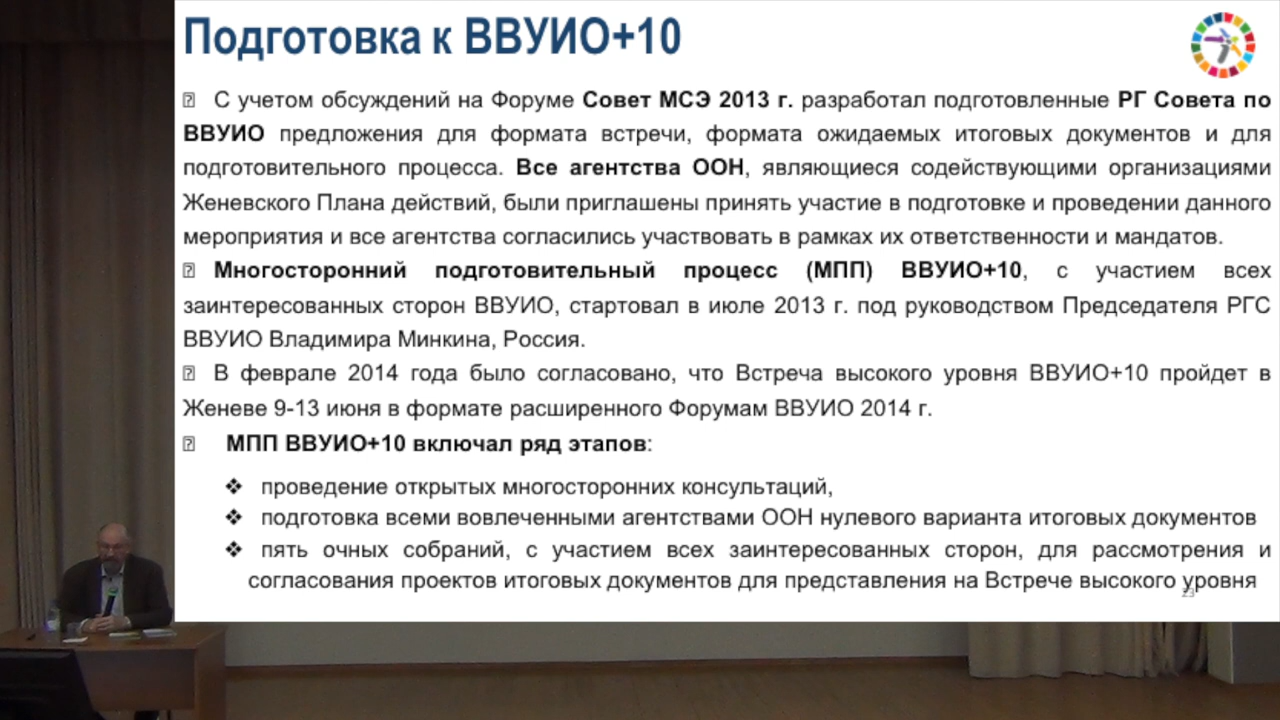 Подготовка к ВВУИО+10
С учетом обсуждений на Форуме Совет МСЭ 2013 г. разработал подготовленные РГ Совета по
ВВУИО предложения для формата встречи, формата ожидаемых итоговых документов и для
подготовительного процесса. Все агентства ООН, являющиеся содействующими организациями
Женевского Плана действий, были приглашены принять участие в подготовке и проведении данного
мероприятия и все агентства согласились участвовать в рамках их ответственности и мандатов.
Многосторонний подготовительный процесс (МПП) ВВУИО+10, с участием всех
заинтересованных сторон ВВУИО, стартовал в июле 2013 г. под руководством Председателя РГС
ВВУИО Владимира Минкина, Россия.
В феврале 2014 года было согласовано, что Встреча высокого уровня ВВУИО+10 пройдет в
Женеве 9-13 июня в формате расширенного Форумам ВВУИО 2014 г.
МПП ВВУИО+10 включал ряд этапов:
❖ проведение открытых многосторонних консультаций,
❖ подготовка всеми вовлеченными агентствами ООН нулевого варианта итоговых документов
❖ пять очных собраний, с участием всех заинтересованных сторон, для рассмотрения и
согласования проектов итоговых документов для представления на Встрече высокого уровня
23